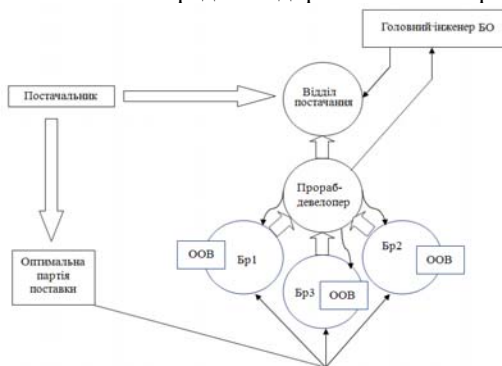 Головний інженер БО
Відділ
постачання
Постачальник
Прораб-
девелопер
ООВ
Бр1
Бр2
ООВ
Оптимальна
партія
поставки
Бр3
ООВ